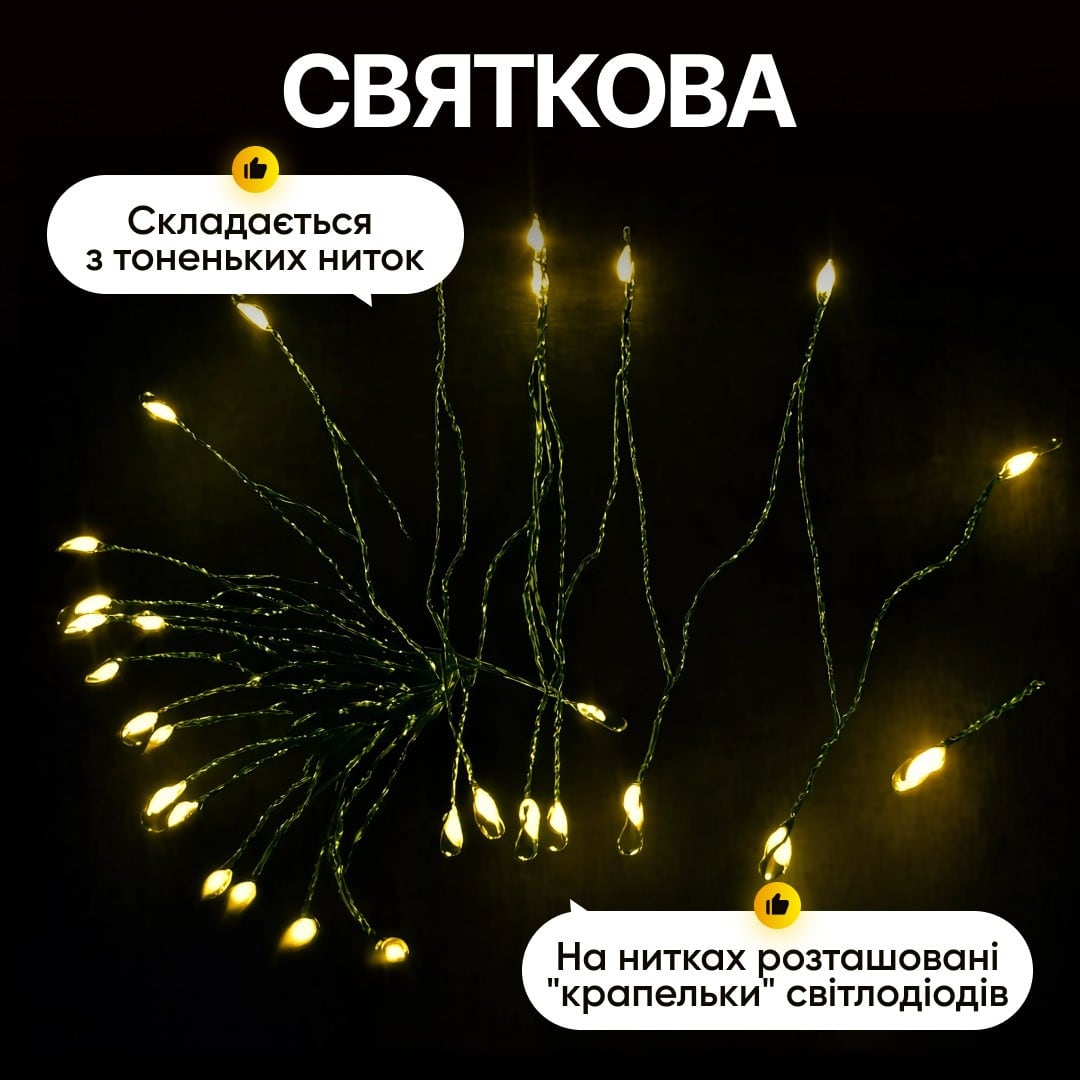 СВЯТКОВА
Складається
з тоненьких ниток
На нитках розташовані
"крапельки" світлодіодів